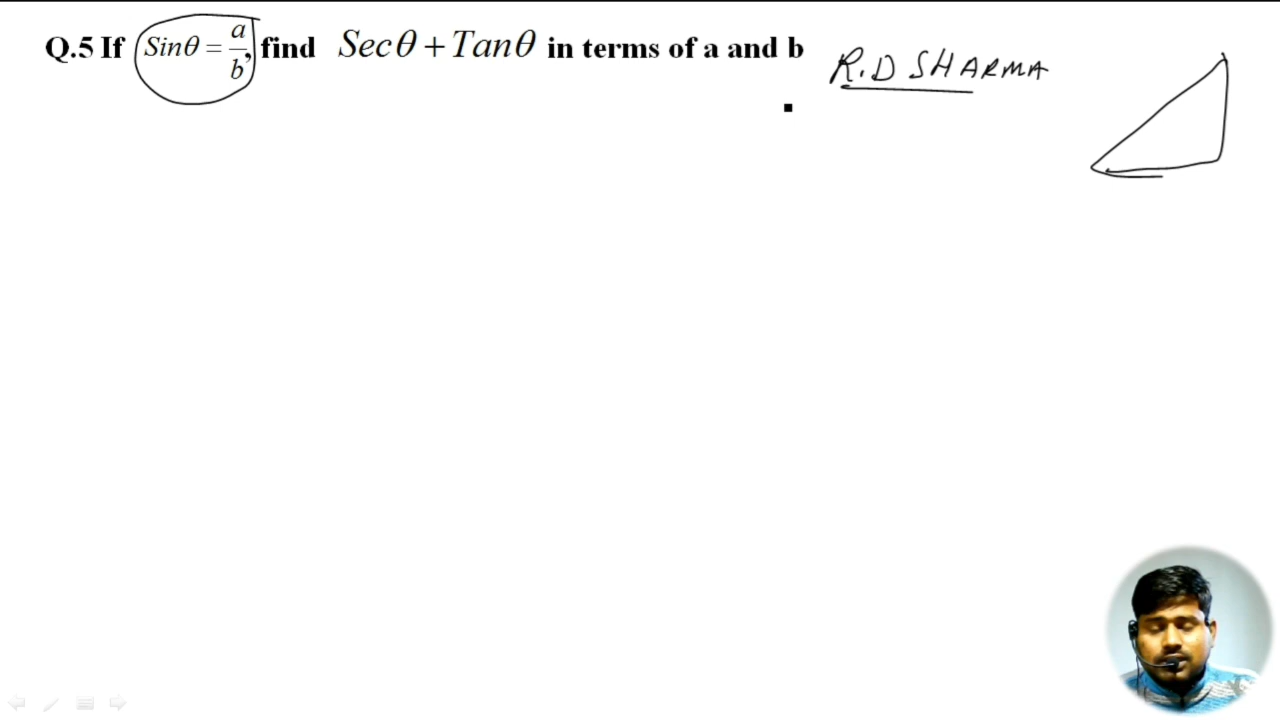 Q.5 If Sinθ = a/b, find Secθ + Tanθ in terms of a and b
R.D SHARMA